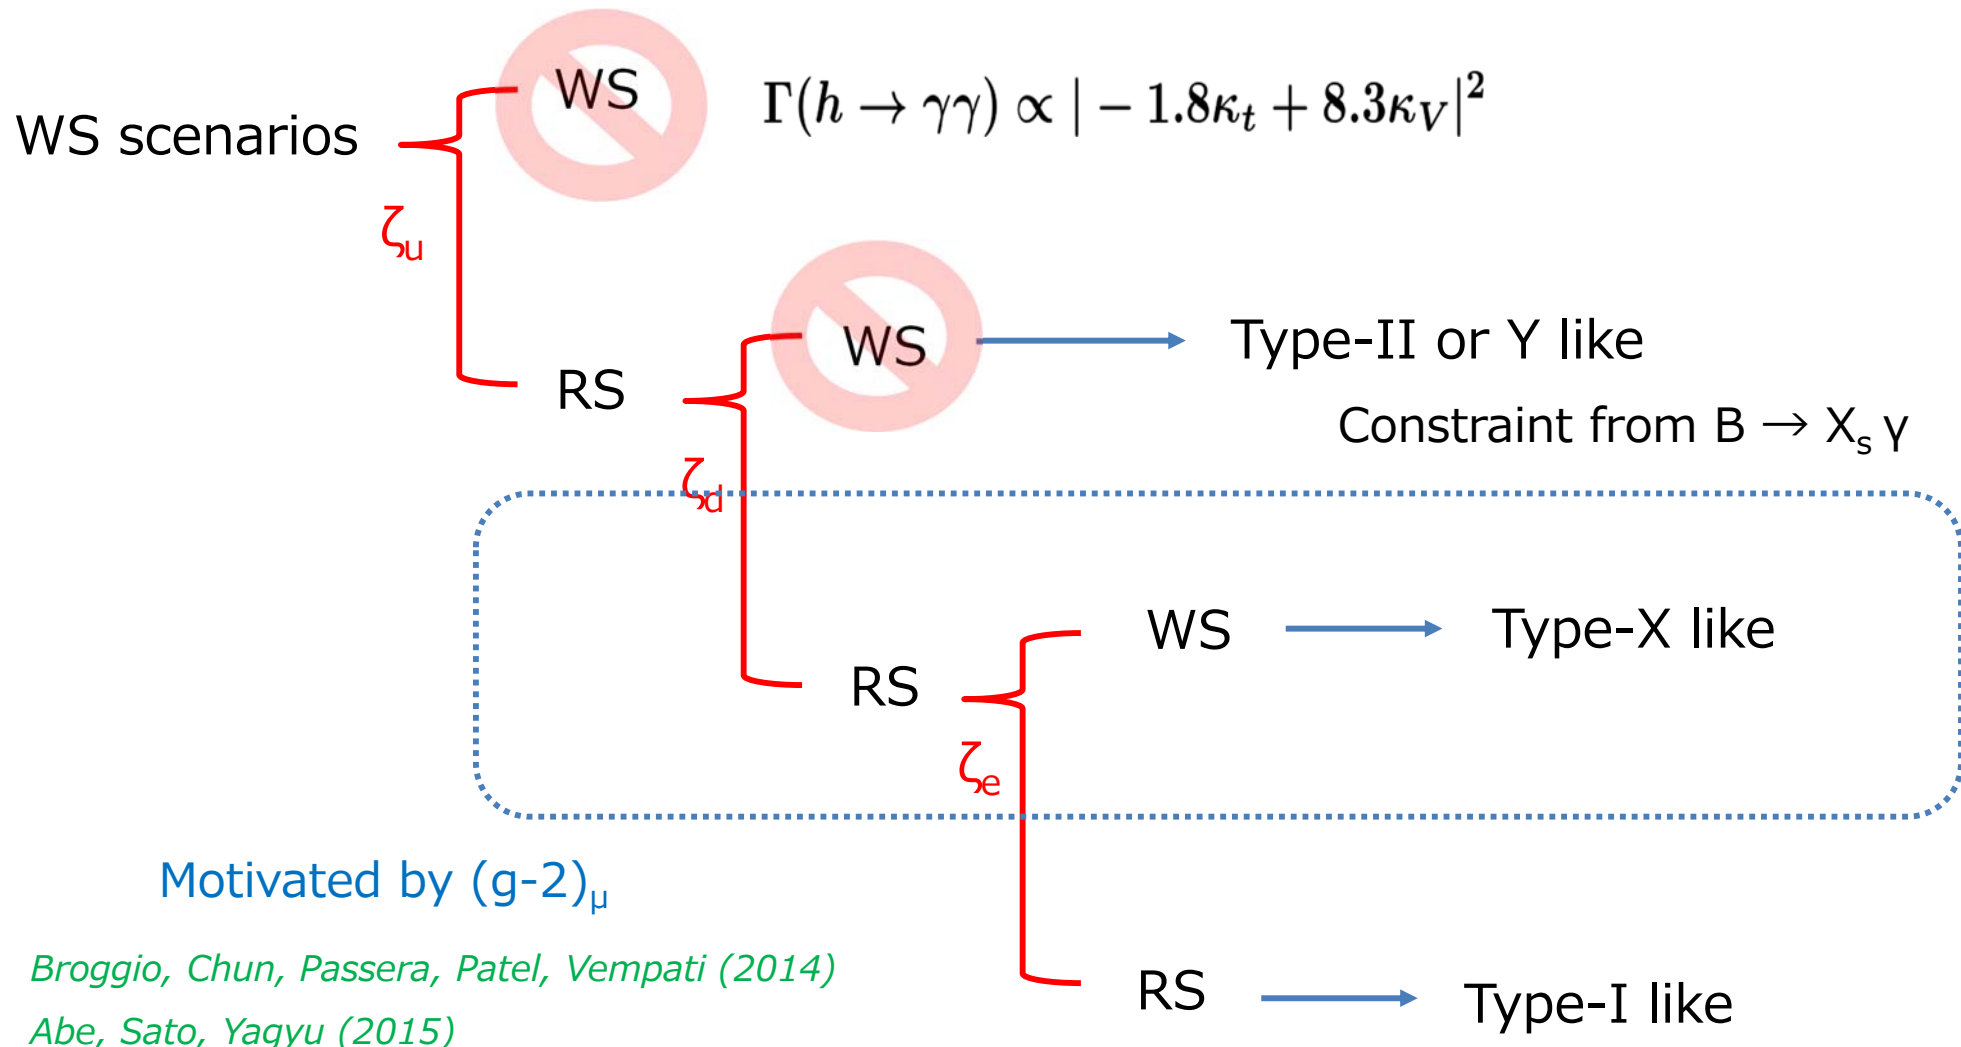 WS
Γ(h → γγ) ∝ | − 1.8κ_t + 8.3κ_V|²
WS scenarios
ζ_u
WS
Type-II or Y like
RS
Constraint from B → X_s γ
ζ_d
WS
Type-X like
RS
ζ_e
Motivated by (g-2)_μ
Broggio, Chun, Passera, Patel, Vempati (2014)
RS
Type-I like
Abe, Sato, Yagyu (2015)